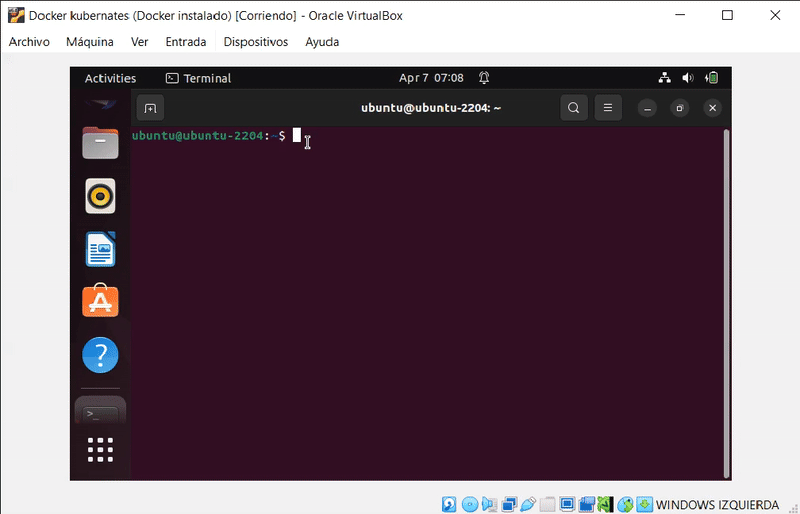 Docker kubernates (Docker instalado) [Corriendo] - Oracle VirtualBox
Archivo Máquina Ver Entrada Dispositivos Ayuda
Activities Terminal Apr 7 07:08
ubuntu@ubuntu-2204: ~
ubuntu@ubuntu-2204:~$
WINDOWS IZQUIERDA